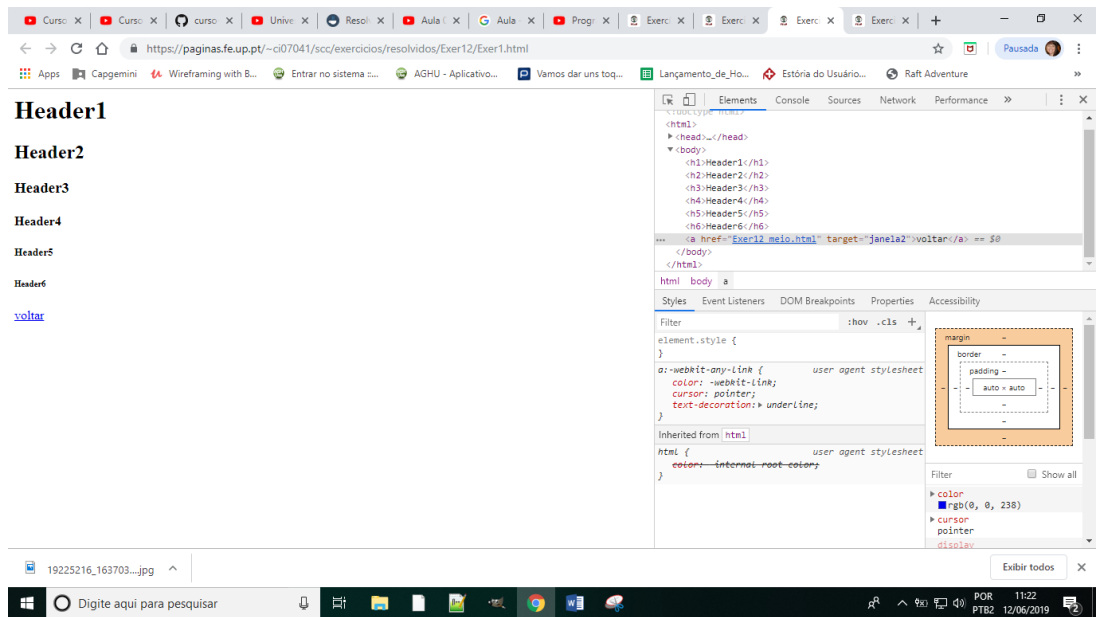 Curso
Curso
curso
Unive
Resol
Aula (
Aula -
Progr
Exerci
Exerci
Exerci
Exerci
https://paginas.fe.up.pt/~ci07041/scc/exercicios/resolvidos/Exer12/Exer1.html
Pausada
Apps Capgemini Wireframing with B... Entrar no sistema ::... AGHU - Aplicativo... Vamos dar uns toq... Lançamento_de_Ho... Estória do Usuário... Raft Adventure »
Header1
Header2
Header3
Header4
Header5
Header6
voltar
Elements Console Sources Network Performance »
<!doctype html>
<html>
<head>…</head>
<body>
<h1>Header1</h1>
<h2>Header2</h2>
<h3>Header3</h3>
<h4>Header4</h4>
<h5>Header5</h5>
<h6>Header6</h6>
... <a href="Exer12_meio.html" target="janela2">voltar</a> == $0
</body>
</html>
html body a
Styles Event Listeners DOM Breakpoints Properties Accessibility
Filter :hov .cls +
element.style {
}
a:-webkit-any-link { user agent stylesheet
color: -webkit-link;
cursor: pointer;
text-decoration: underline;
}
Inherited from html
html { user agent stylesheet
color: -internal-root-color;
}
margin -
border -
padding -
- - - auto × auto - - -
-
-
-
Filter Show all
color
rgb(0, 0, 238)
cursor
pointer
display
19225216_163703....jpg
Exibir todos
Digite aqui para pesquisar
POR 11:22
PTB2 12/06/2019
2